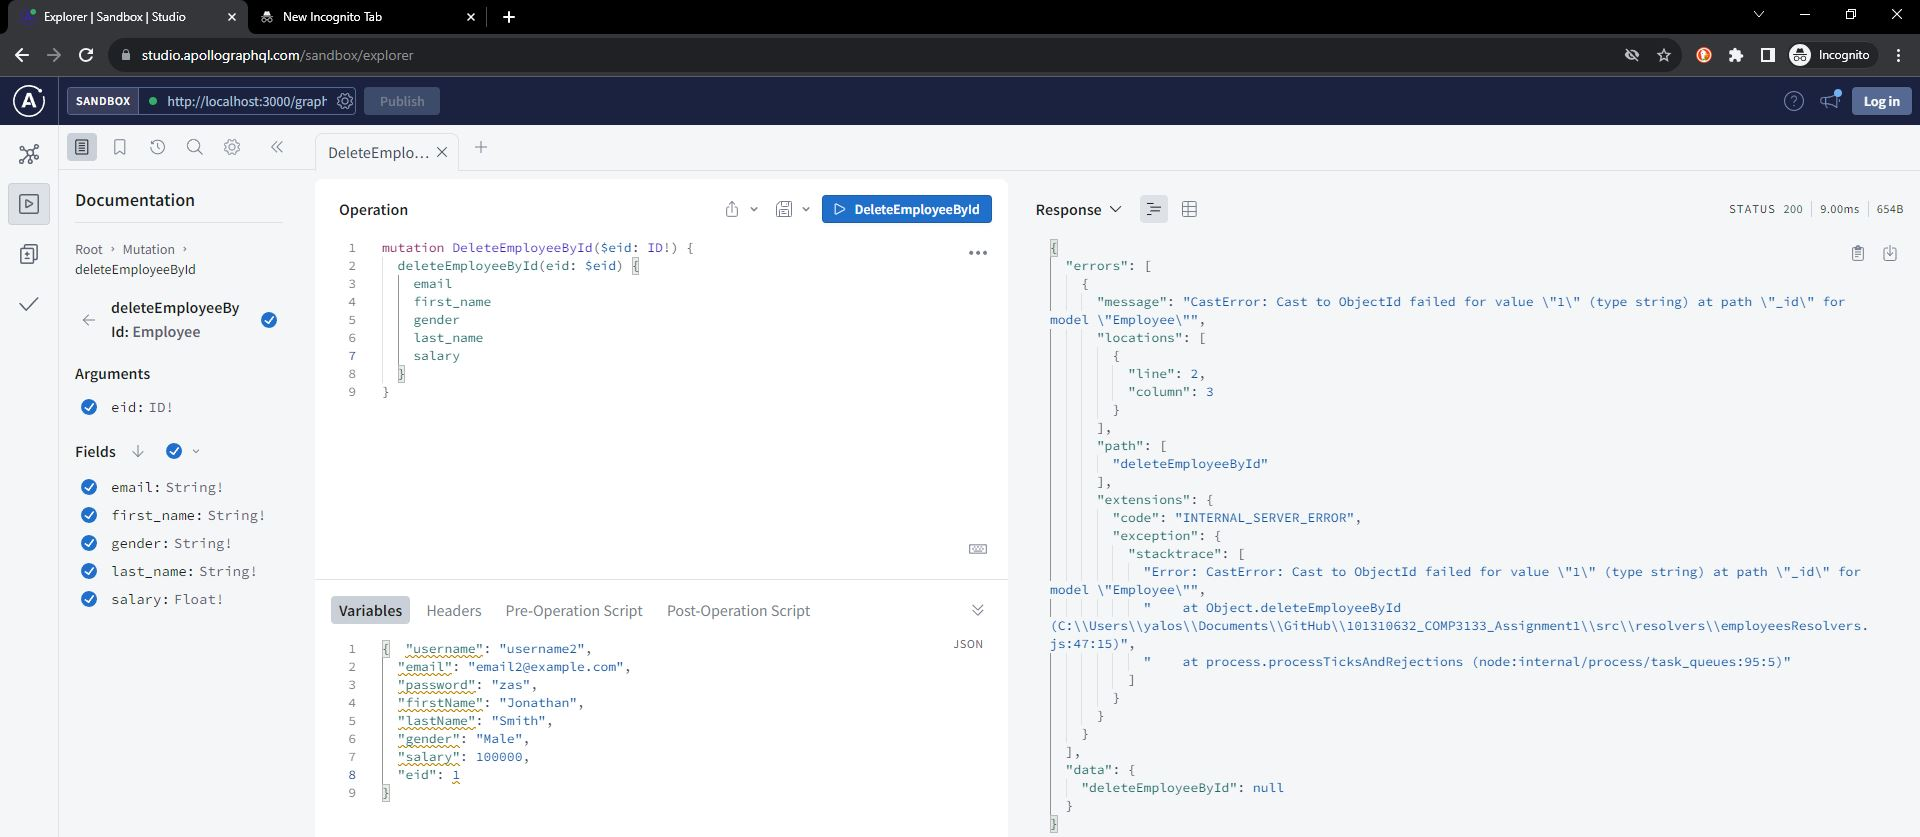 Explorer | Sandbox | Studio
New Incognito Tab
studio.apollographql.com/sandbox/explorer
Incognito
SANDBOX
http://localhost:3000/graph
Publish
Log in
DeleteEmplo...
Documentation
Root › Mutation ›
deleteEmployeeById
deleteEmployeeBy
Id: Employee
Arguments
eid: ID!
Fields
email: String!
first_name: String!
gender: String!
last_name: String!
salary: Float!
Operation
DeleteEmployeeById
1 mutation DeleteEmployeeById($eid: ID!) {
2 deleteEmployeeById(eid: $eid) {
3 email
4 first_name
5 gender
6 last_name
7 salary
8 }
9 }
Variables
Headers
Pre-Operation Script
Post-Operation Script
JSON
1 { "username": "username2",
2 "email": "email2@example.com",
3 "password": "zas",
4 "firstName": "Jonathan",
5 "lastName": "Smith",
6 "gender": "Male",
7 "salary": 100000,
8 "eid": 1
9 }
Response
STATUS 200
9.00ms
654B
{
"errors": [
{
"message": "CastError: Cast to ObjectId failed for value \"1\" (type string) at path \"_id\" for
model \"Employee\"",
"locations": [
{
"line": 2,
"column": 3
}
],
"path": [
"deleteEmployeeById"
],
"extensions": {
"code": "INTERNAL_SERVER_ERROR",
"exception": {
"stacktrace": [
"Error: CastError: Cast to ObjectId failed for value \"1\" (type string) at path \"_id\" for
model \"Employee\"",
"    at Object.deleteEmployeeById
(C:\\Users\\yalos\\Documents\\GitHub\\101310632_COMP3133_Assignment1\\src\\resolvers\\employeesResolvers.
js:47:15)",
"    at process.processTicksAndRejections (node:internal/process/task_queues:95:5)"
]
}
}
}
],
"data": {
"deleteEmployeeById": null
}
}